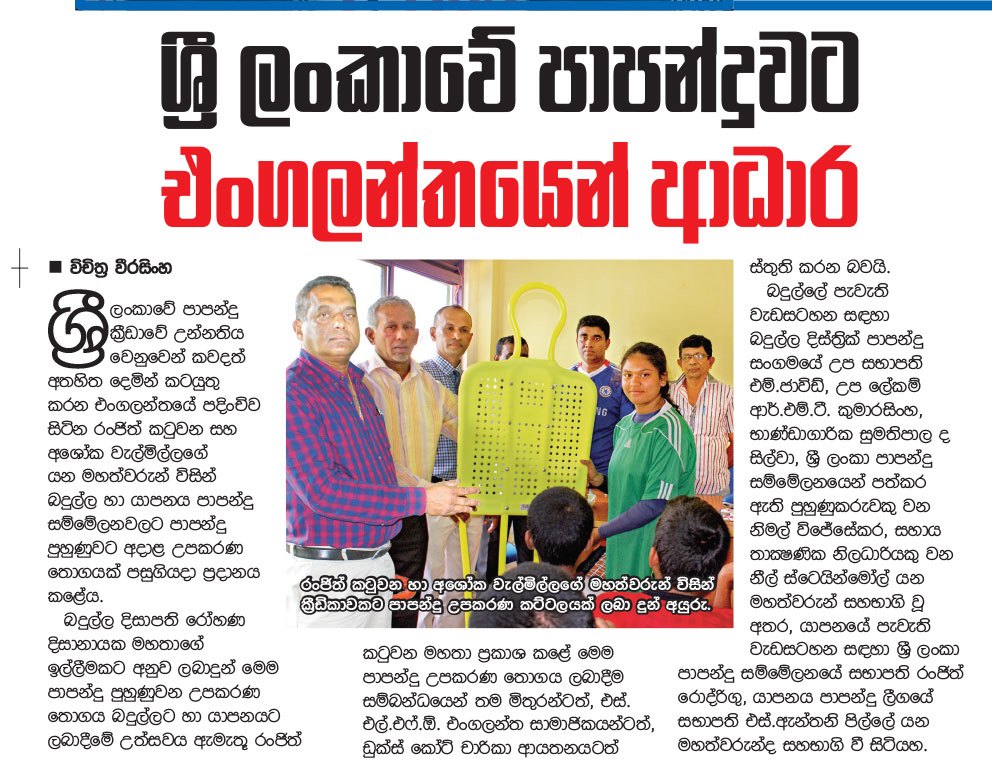 ශ්‍රී ලංකාවේ පාපන්දුවට
එංගලන්තයෙන් ආධාර
■ විචිත්‍ර වීරසිංහ
ශ්‍රී ලංකාවේ පාපන්දු
ක්‍රීඩාවේ උන්නතිය
වෙනුවෙන් කවදත්
අතහිත දෙමින් කටයුතු
කරන එංගලන්තයේ පදිංචිව
සිටින රංජිත් කටුවන සහ
අශෝක වැල්මිල්ලගේ
යන මහත්වරුන් විසින්
බදුල්ල හා යාපනය පාපන්දු
සම්මේලනවලට පාපන්දු
පුහුණුවට අදාළ උපකරණ
තොගයක් පසුගියදා ප්‍රදානය
කළේය.
බදුල්ල දිසාපති රෝහණ
දිසානායක මහතාගේ
ඉල්ලීමකට අනුව ලබාදුන් මෙම
පාපන්දු පුහුණුවන උපකරණ
තොගය බදුල්ලට හා යාපනයට
ලබාදීමේ උත්සවය ඇමැතූ රංජිත්
රංජිත් කටුවන හා අශෝක වැල්මිල්ලගේ මහත්වරුන් විසින්
ක්‍රීඩිකාවකට පාපන්දු උපකරණ කට්ටලයක් ලබා දුන් අයුරු.
කටුවන මහතා ප්‍රකාශ කළේ මෙම
පාපන්දු උපකරණ තොගය ලබාදීම
සම්බන්ධයෙන් තම මිතුරන්ටත්, එස්.
එල්.එෆ්.ඕ. එංගලන්ත සාමාජිකයන්ටත්,
ඩුක්ස් කෝච් චාරිකා ආයතනයටත්
ස්තුති කරන බවයි.
බදුල්ලේ පැවැති
වැඩසටහන සඳහා
බදුල්ල දිස්ත්‍රික් පාපන්දු
සංගමයේ උප සභාපති
එම්.ජාවිඩ්, උප ලේකම්
ආර්.එම්.ටී. කුමාරසිංහ,
භාණ්ඩාගාරික සුමතිපාල ද
සිල්වා, ශ්‍රී ලංකා පාපන්දු
සම්මේලනයෙන් පත්කර
ඇති පුහුණුකරුවකු වන
නිමල් විජේසේකර, සහාය
තාක්‍ෂණික නිලධාරියකු වන
නීල් ස්ටෙයින්මෝල් යන
මහත්වරුන් සහභාගි වූ
අතර, යාපනයේ පැවැති
වැඩසටහන සඳහා ශ්‍රී ලංකා
පාපන්දු සම්මේලනයේ සභාපති රංජිත්
රොද්රිගු, යාපනය පාපන්දු ලීගයේ
සභාපති එස්.ඇන්තනි පිල්ලේ යන
මහත්වරුන්ද සහභාගි වී සිටියහ.